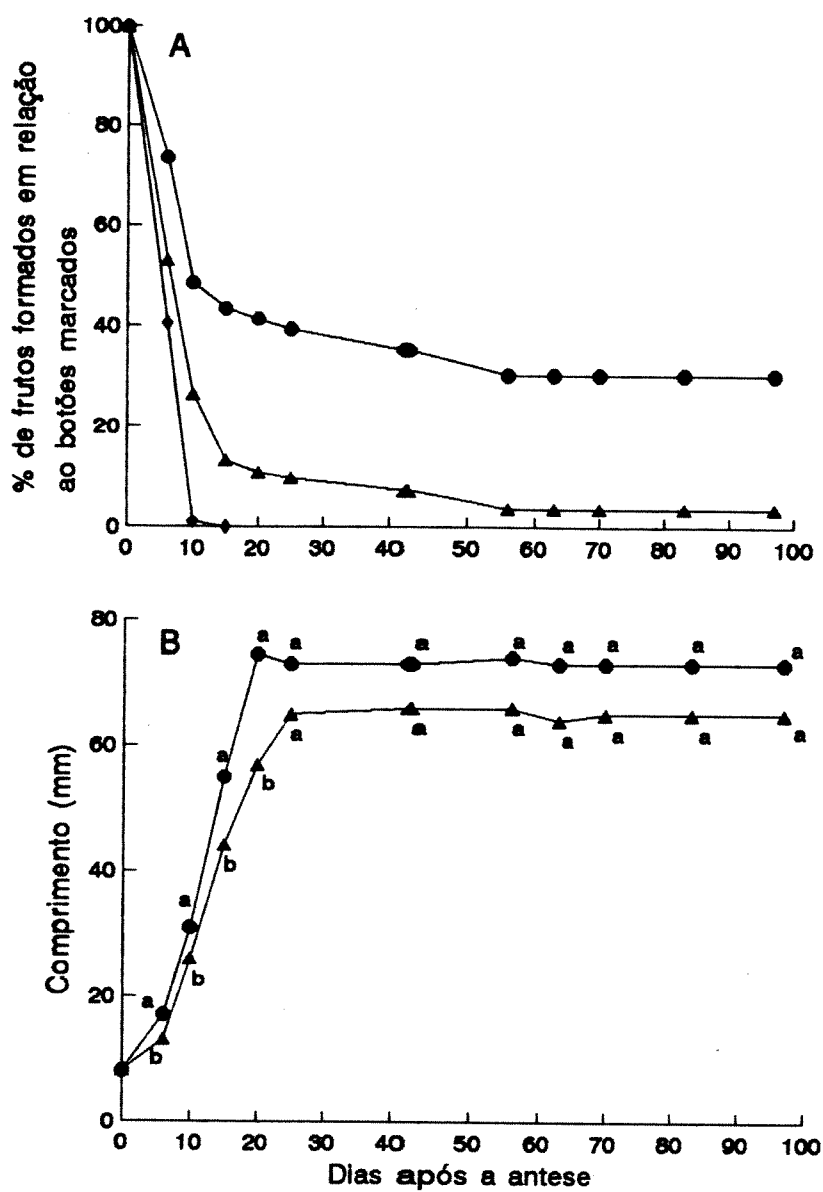 A
% de frutos formados em relação
ao botões marcados
100
80
60
40
20
0
0 10 20 30 40 50 60 70 80 90 100
B
Comprimento (mm)
80
60
40
20
0
a a a a a a a a
a a a a a a
a
b
a
b
a
b
a
b
0 10 20 30 40 50 60 70 80 90 100
Dias após a antese